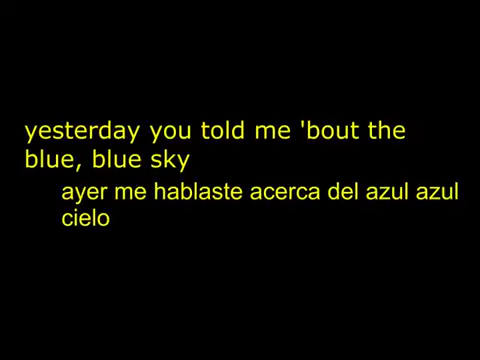 yesterday you told me 'bout the
blue, blue sky
ayer me hablaste acerca del azul azul
cielo